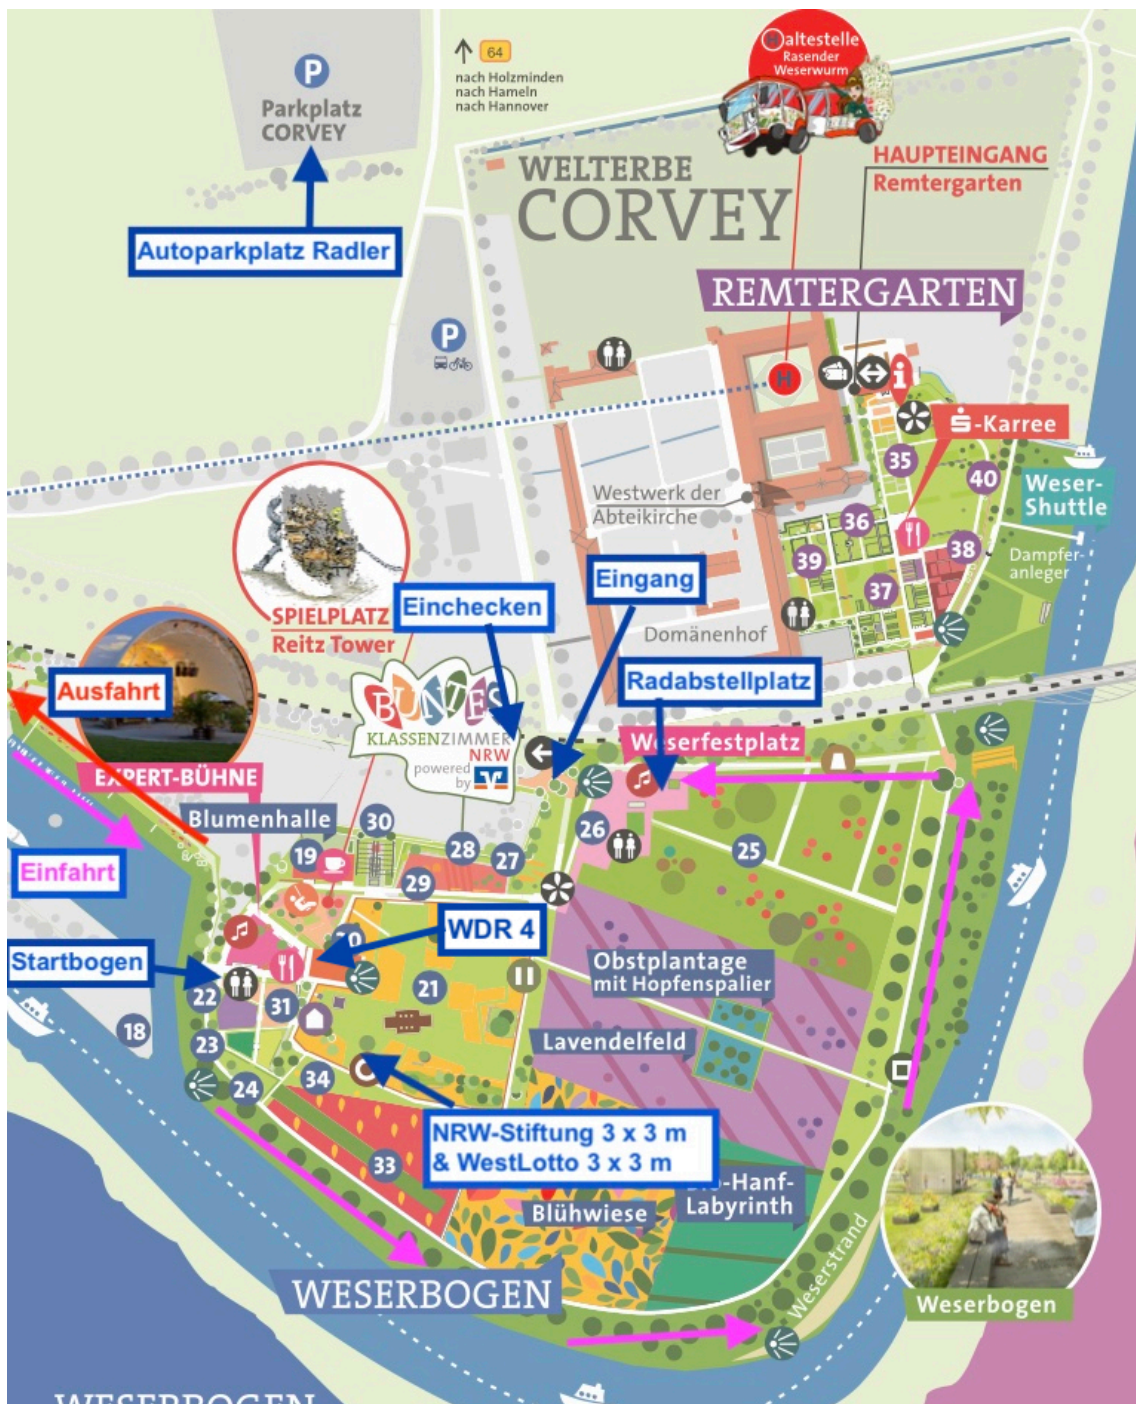 P
Parkplatz
CORVEY
64
nach Holzminden
nach Hameln
nach Hannover
Haltestelle
Rasender
Weserwurm
WELTERBE
CORVEY
HAUPTEINGANG
Remtergarten
Autoparkplatz Radler
REMTERGARTEN
P
H
i
S-Karree
35
40
Weser-
Shuttle
Westwerk der
Abteikirche
36
39
38
37
Dampfer-
anleger
Eingang
Einchecken
SPIELPLATZ
Reitz Tower
Domänenhof
Radabstellplatz
Ausfahrt
BUNTES
KLASSENZIMMER
NRW
powered
by
Weserfestplatz
EXPERT-BÜHNE
Blumenhalle
30
26
19
28
27
25
29
Einfahrt
20
WDR 4
Startbogen
Obstplantage
mit Hopfenspalier
22
31
21
18
23
Lavendelfeld
24
34
NRW-Stiftung 3 x 3 m
& WestLotto 3 x 3 m
33
-Hanf-
Labyrinth
Blühwiese
Weserstrand
WESERBOGEN
Weserbogen
WESERBOGEN